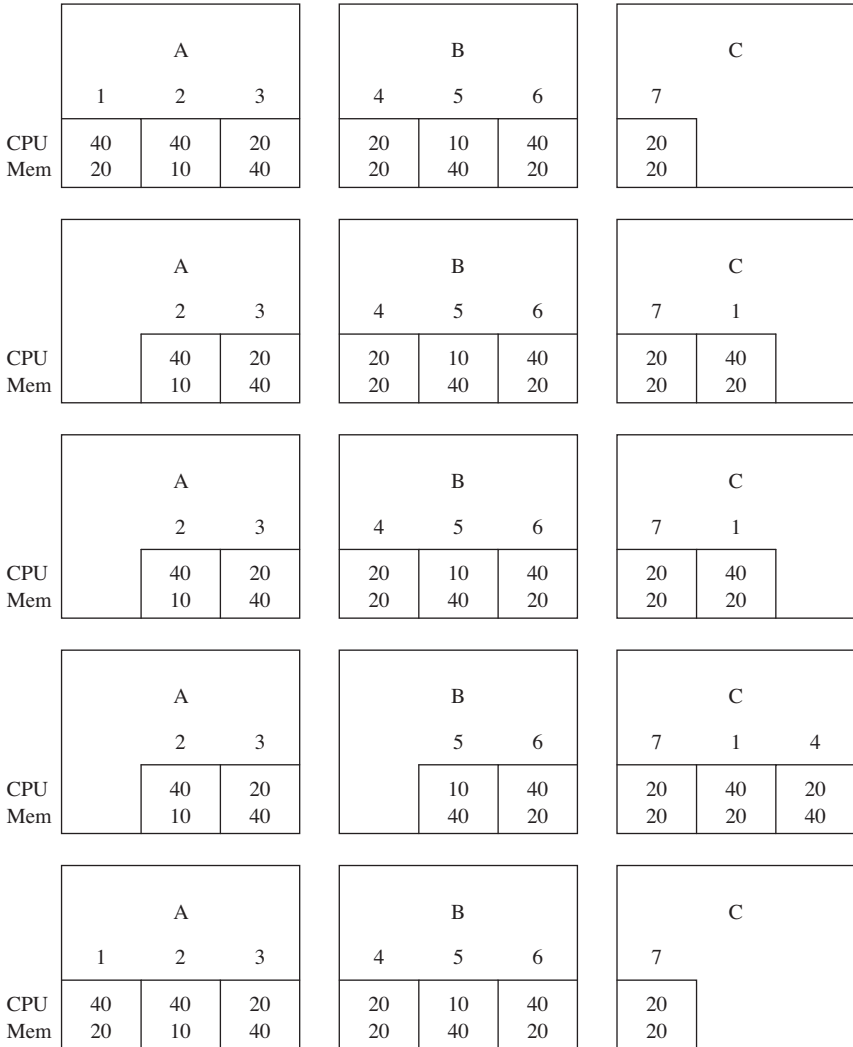 A B C
1 2 3 4 5 6 7
CPU 40 40 20 20 10 40 20
Mem 20 10 40 20 40 20 20
A B C
2 3 4 5 6 7 1
CPU 40 20 20 10 40 20 40
Mem 10 40 20 40 20 20 20
A B C
2 3 4 5 6 7 1
CPU 40 20 20 10 40 20 40
Mem 10 40 20 40 20 20 20
A B C
2 3 5 6 7 1 4
CPU 40 20 10 40 20 40 20
Mem 10 40 40 20 20 20 40
A B C
1 2 3 4 5 6 7
CPU 40 40 20 20 10 40 20
Mem 20 10 40 20 40 20 20